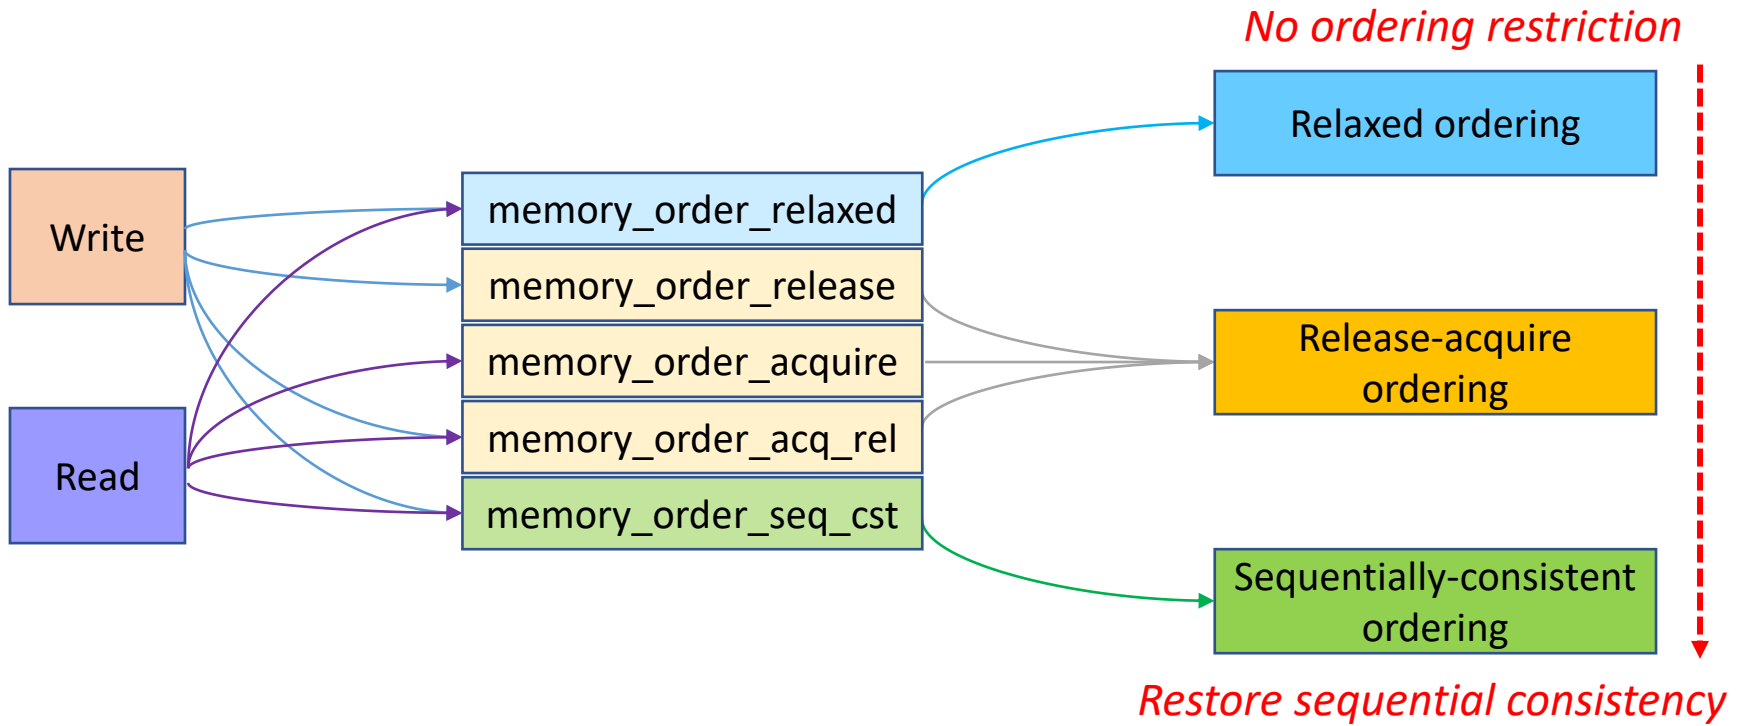 No ordering restriction
Relaxed ordering
Write
memory_order_relaxed
memory_order_release
memory_order_acquire
memory_order_acq_rel
memory_order_seq_cst
Read
Release-acquire
ordering
Sequentially-consistent
ordering
Restore sequential consistency